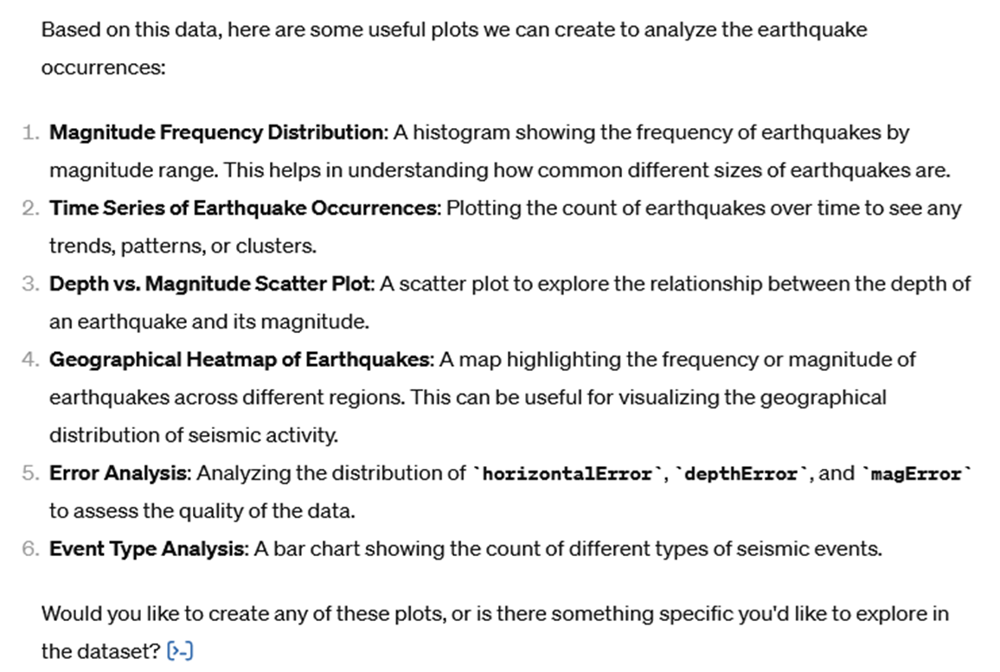 Based on this data, here are some useful plots we can create to analyze the earthquake
occurrences:
1. Magnitude Frequency Distribution: A histogram showing the frequency of earthquakes by
magnitude range. This helps in understanding how common different sizes of earthquakes are.
2. Time Series of Earthquake Occurrences: Plotting the count of earthquakes over time to see any
trends, patterns, or clusters.
3. Depth vs. Magnitude Scatter Plot: A scatter plot to explore the relationship between the depth of
an earthquake and its magnitude.
4. Geographical Heatmap of Earthquakes: A map highlighting the frequency or magnitude of
earthquakes across different regions. This can be useful for visualizing the geographical
distribution of seismic activity.
5. Error Analysis: Analyzing the distribution of `horizontalError`, `depthError`, and `magError`
to assess the quality of the data.
6. Event Type Analysis: A bar chart showing the count of different types of seismic events.
Would you like to create any of these plots, or is there something specific you'd like to explore in
the dataset? [>-]